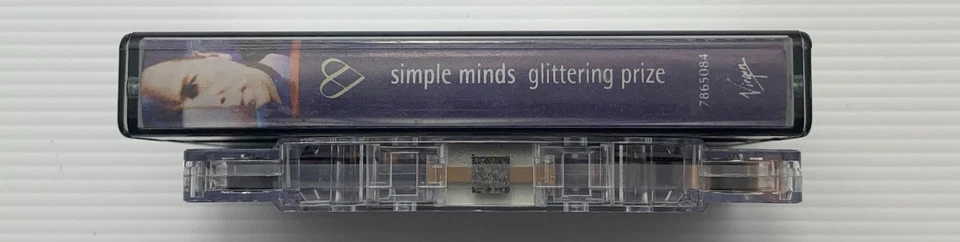 simple minds glittering prize
7865084
Virgin